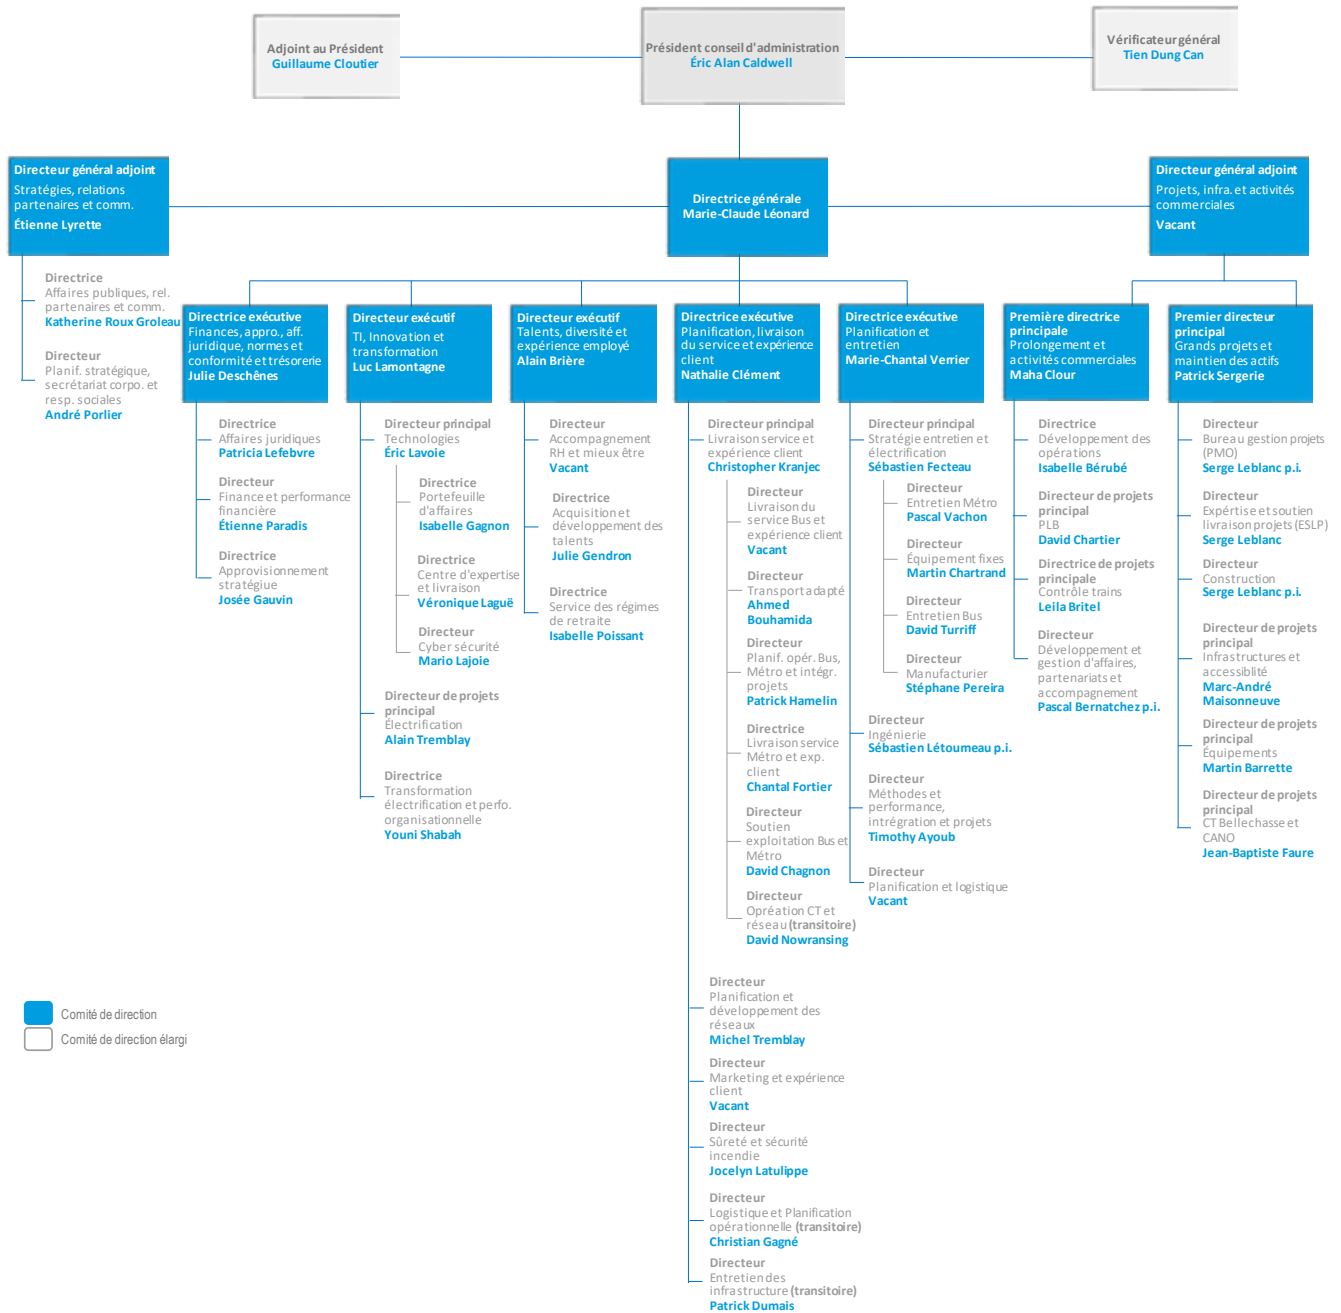 Adjoint au Président
Guillaume Cloutier
Président conseil d'administration
Éric Alan Caldwell
Vérificateur général
Tien Dung Can
Directeur général adjoint
Stratégies, relations
partenaires et comm.
Étienne Lyrette
Directrice générale
Marie-Claude Léonard
Directeur général adjoint
Projets, infra. et activités
commerciales
Vacant
Directrice
Affaires publiques, rel.
partenaires et comm.
Katherine Roux Groleau
Directeur
Planif. stratégique,
secrétariat corpo. et
resp. sociales
André Porlier
Directrice exécutive
Finances, appro., aff.
juridique, normes et
conformité et trésorerie
Julie Deschênes
Directrice
Affaires juridiques
Patricia Lefebvre
Directeur
Finance et performance
financière
Étienne Paradis
Directrice
Approvisionnement
stratégiue
Josée Gauvin
Directeur exécutif
TI, Innovation et
transformation
Luc Lamontagne
Directeur principal
Technologies
Éric Lavoie
Directrice
Portefeuille
d'affaires
Isabelle Gagnon
Directrice
Centre d'expertise
et livraison
Véronique Laguë
Directeur
Cyber sécurité
Mario Lajoie
Directeur de projets
principal
Électrification
Alain Tremblay
Directrice
Transformation
électrification et perfo.
organisationnelle
Youni Shabah
Directeur exécutif
Talents, diversité et
expérience employé
Alain Brière
Directeur
Accompagnement
RH et mieux être
Vacant
Directrice
Acquisition et
développement des
talents
Julie Gendron
Directrice
Service des régimes
de retraite
Isabelle Poissant
Directrice exécutive
Planification, livraison
du service et expérience
client
Nathalie Clément
Directeur principal
Livraison service et
expérience client
Christopher Kranjec
Directeur
Livraison du
service Bus et
expérience client
Vacant
Directeur
Transport adapté
Ahmed
Bouhamida
Directeur
Planif. opér. Bus,
Métro et intégr.
projets
Patrick Hamelin
Directrice
Livraison service
Métro et exp.
client
Chantal Fortier
Directeur
Soutien
exploitation Bus et
Métro
David Chagnon
Directeur
Opréation CT et
réseau (transitoire)
David Nowransing
Directeur
Planification et
développement des
réseaux
Michel Tremblay
Directeur
Marketing et expérience
client
Vacant
Directeur
Sûreté et sécurité
incendie
Jocelyn Latulippe
Directeur
Logistique et Planification
opérationnelle (transitoire)
Christian Gagné
Directeur
Entretien des
infrastructure (transitoire)
Patrick Dumais
Directrice exécutive
Planification et
entretien
Marie-Chantal Verrier
Directeur principal
Stratégie entretien et
électrification
Sébastien Fecteau
Directeur
Entretien Métro
Pascal Vachon
Directeur
Équipement fixes
Martin Chartrand
Directeur
Entretien Bus
David Turriff
Directeur
Manufacturier
Stéphane Pereira
Directeur
Ingénierie
Sébastien Létourneau p.i.
Directeur
Méthodes et
performance,
intrégration et projets
Timothy Ayoub
Directeur
Planification et logistique
Vacant
Première directrice
principale
Prolongement et
activités commerciales
Maha Clour
Directrice
Développement des
opérations
Isabelle Bérubé
Directeur de projets
principal
PLB
David Chartier
Directrice de projets
principale
Contrôle trains
Leila Britel
Directeur
Développement et
gestion d'affaires,
partenariats et
accompagnement
Pascal Bernatchez p.i.
Premier directeur
principal
Grands projets et
maintien des actifs
Patrick Sergerie
Directeur
Bureau gestion projets
(PMO)
Serge Leblanc p.i.
Directeur
Expértise et soutien
livraison projets (ESLP)
Serge Leblanc
Directeur
Construction
Serge Leblanc p.i.
Directeur de projets
principal
Infrastructures et
accessiblité
Marc-André
Maisonneuve
Directeur de projets
principal
Équipements
Martin Barrette
Directeur de projets
principal
CT Bellechasse et
CANO
Jean-Baptiste Faure
Comité de direction
Comité de direction élargi